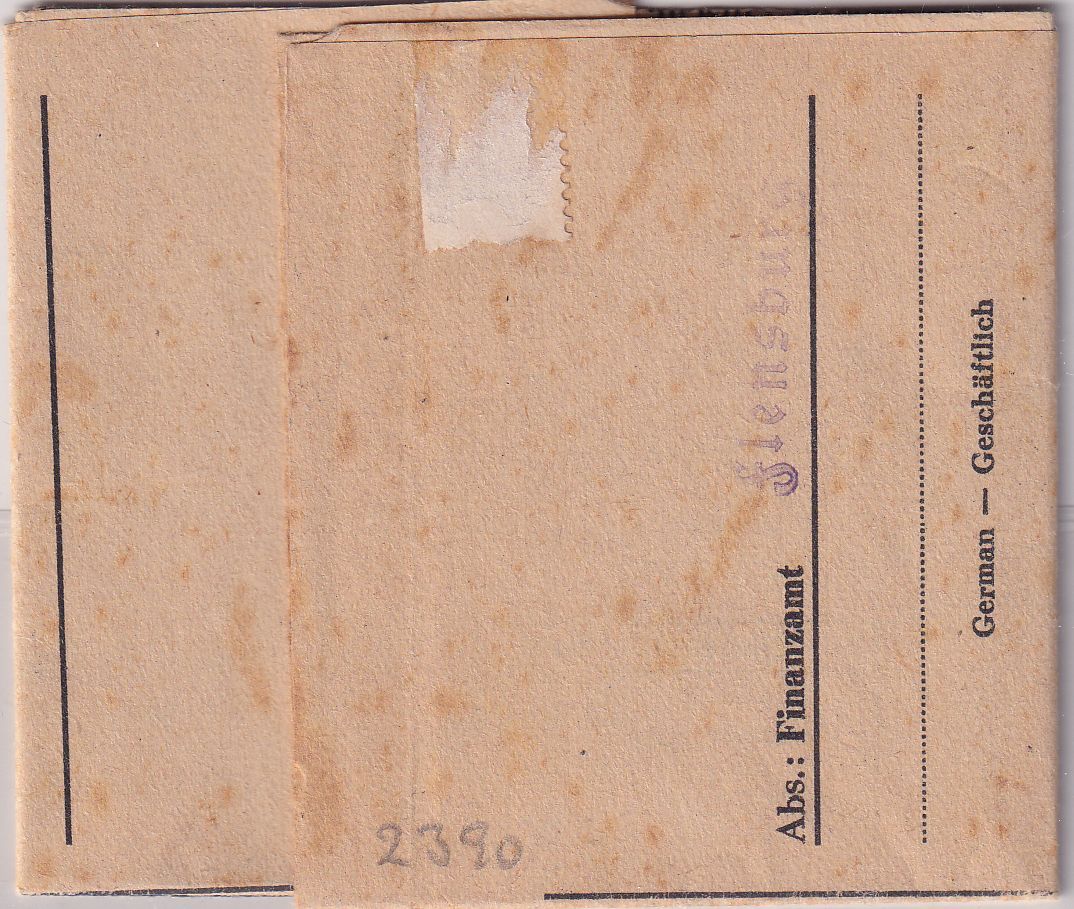 Abs.: Finanzamt Flensburg
German — Geschäftlich
2390